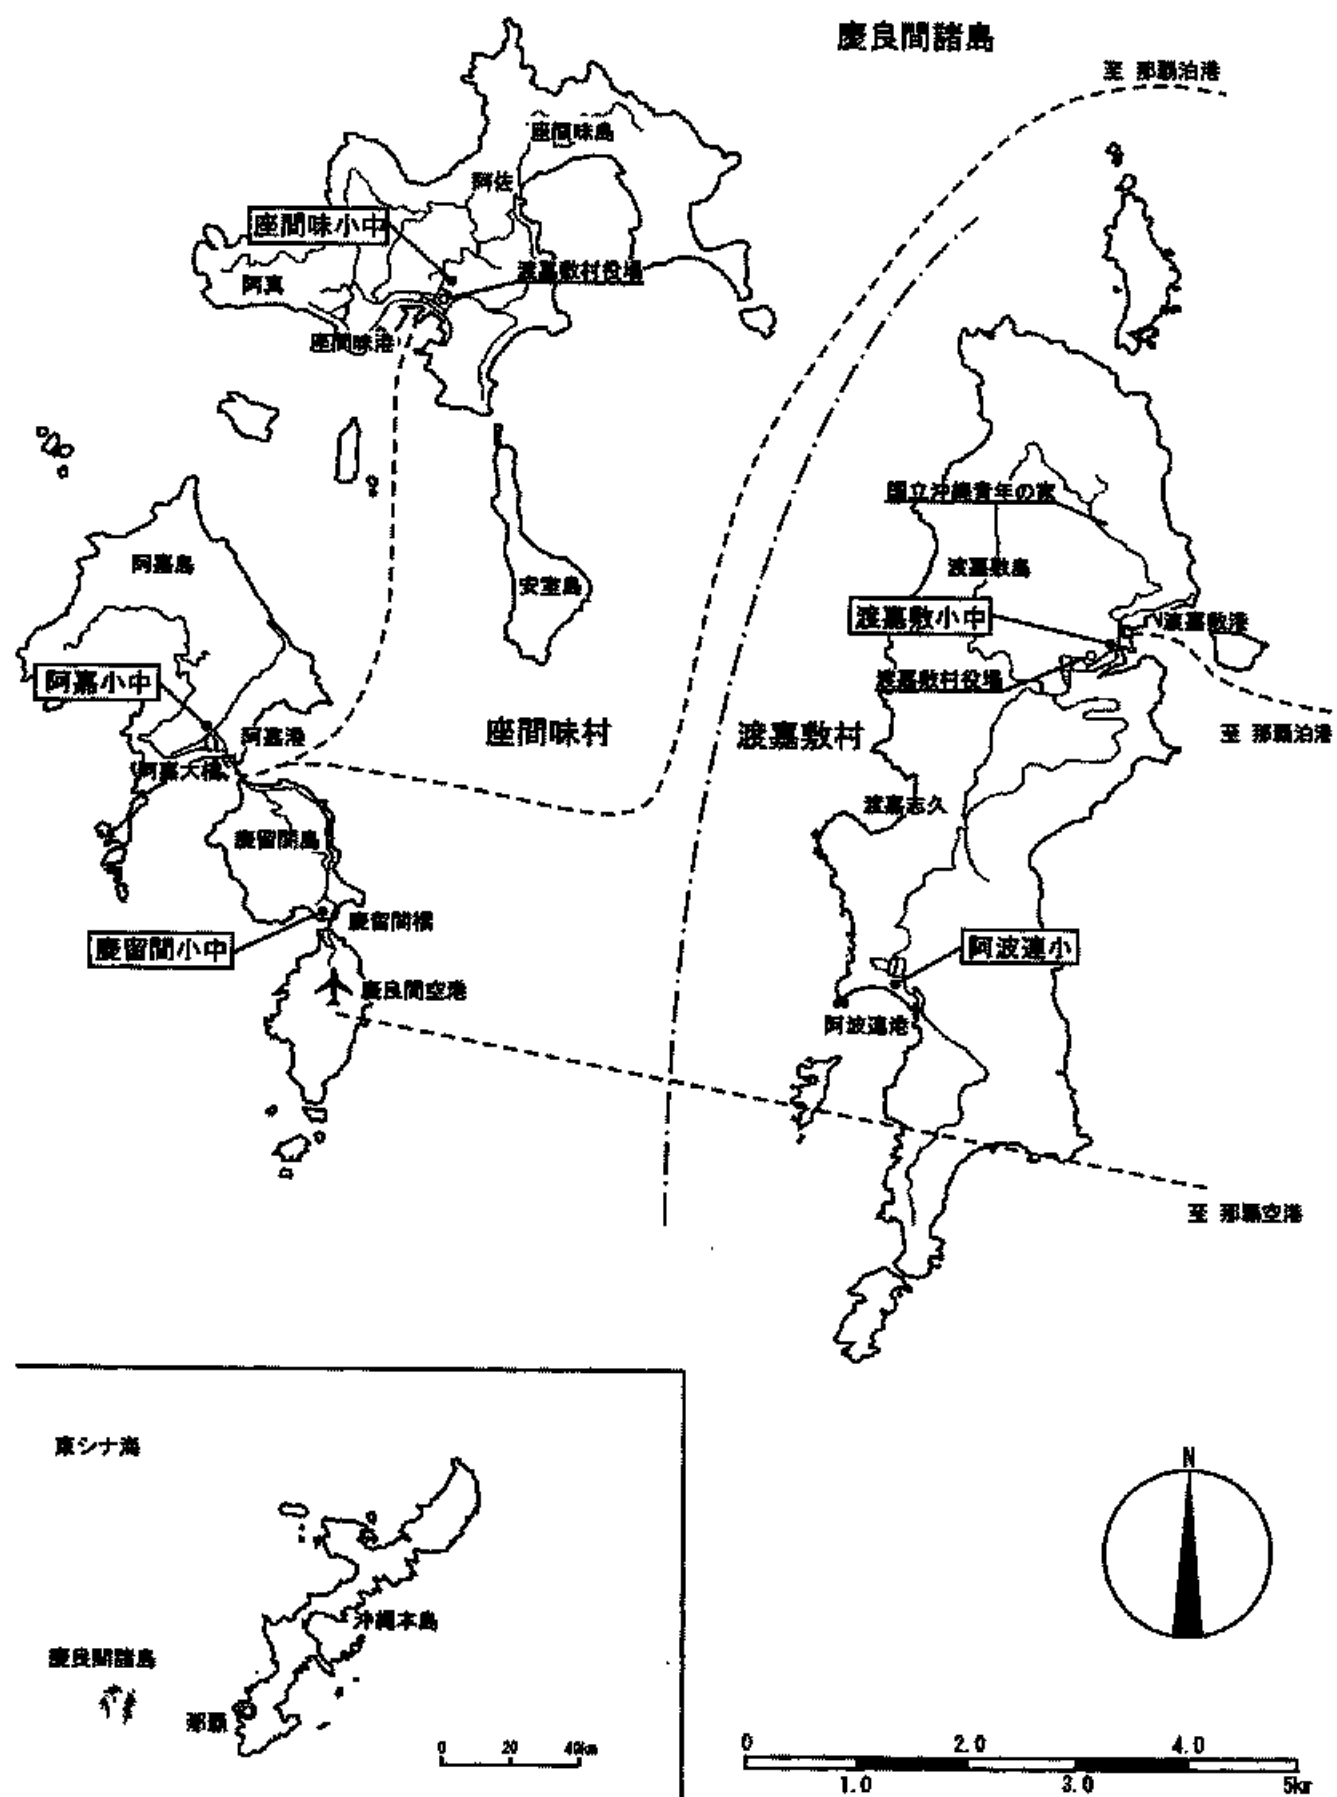 慶良間諸島
至 那覇泊港
座間味島
阿佐
座間味小中
渡嘉敷村役場
阿真
座間味港
国立沖縄青年の家
阿嘉島
渡嘉敷島
安室島
渡嘉敷小中
渡嘉敷港
阿嘉小中
渡嘉敷村役場
座間味村
渡嘉敷村
阿嘉港
至 那覇泊港
阿嘉大橋
渡嘉志久
慶留間島
慶留間橋
慶留間小中
阿波連小
慶良間空港
阿波連港
至 那覇空港
東シナ海
沖縄本島
慶良間諸島
那覇
0 20 40km
N
0 2.0 4.0
1.0 3.0 5km